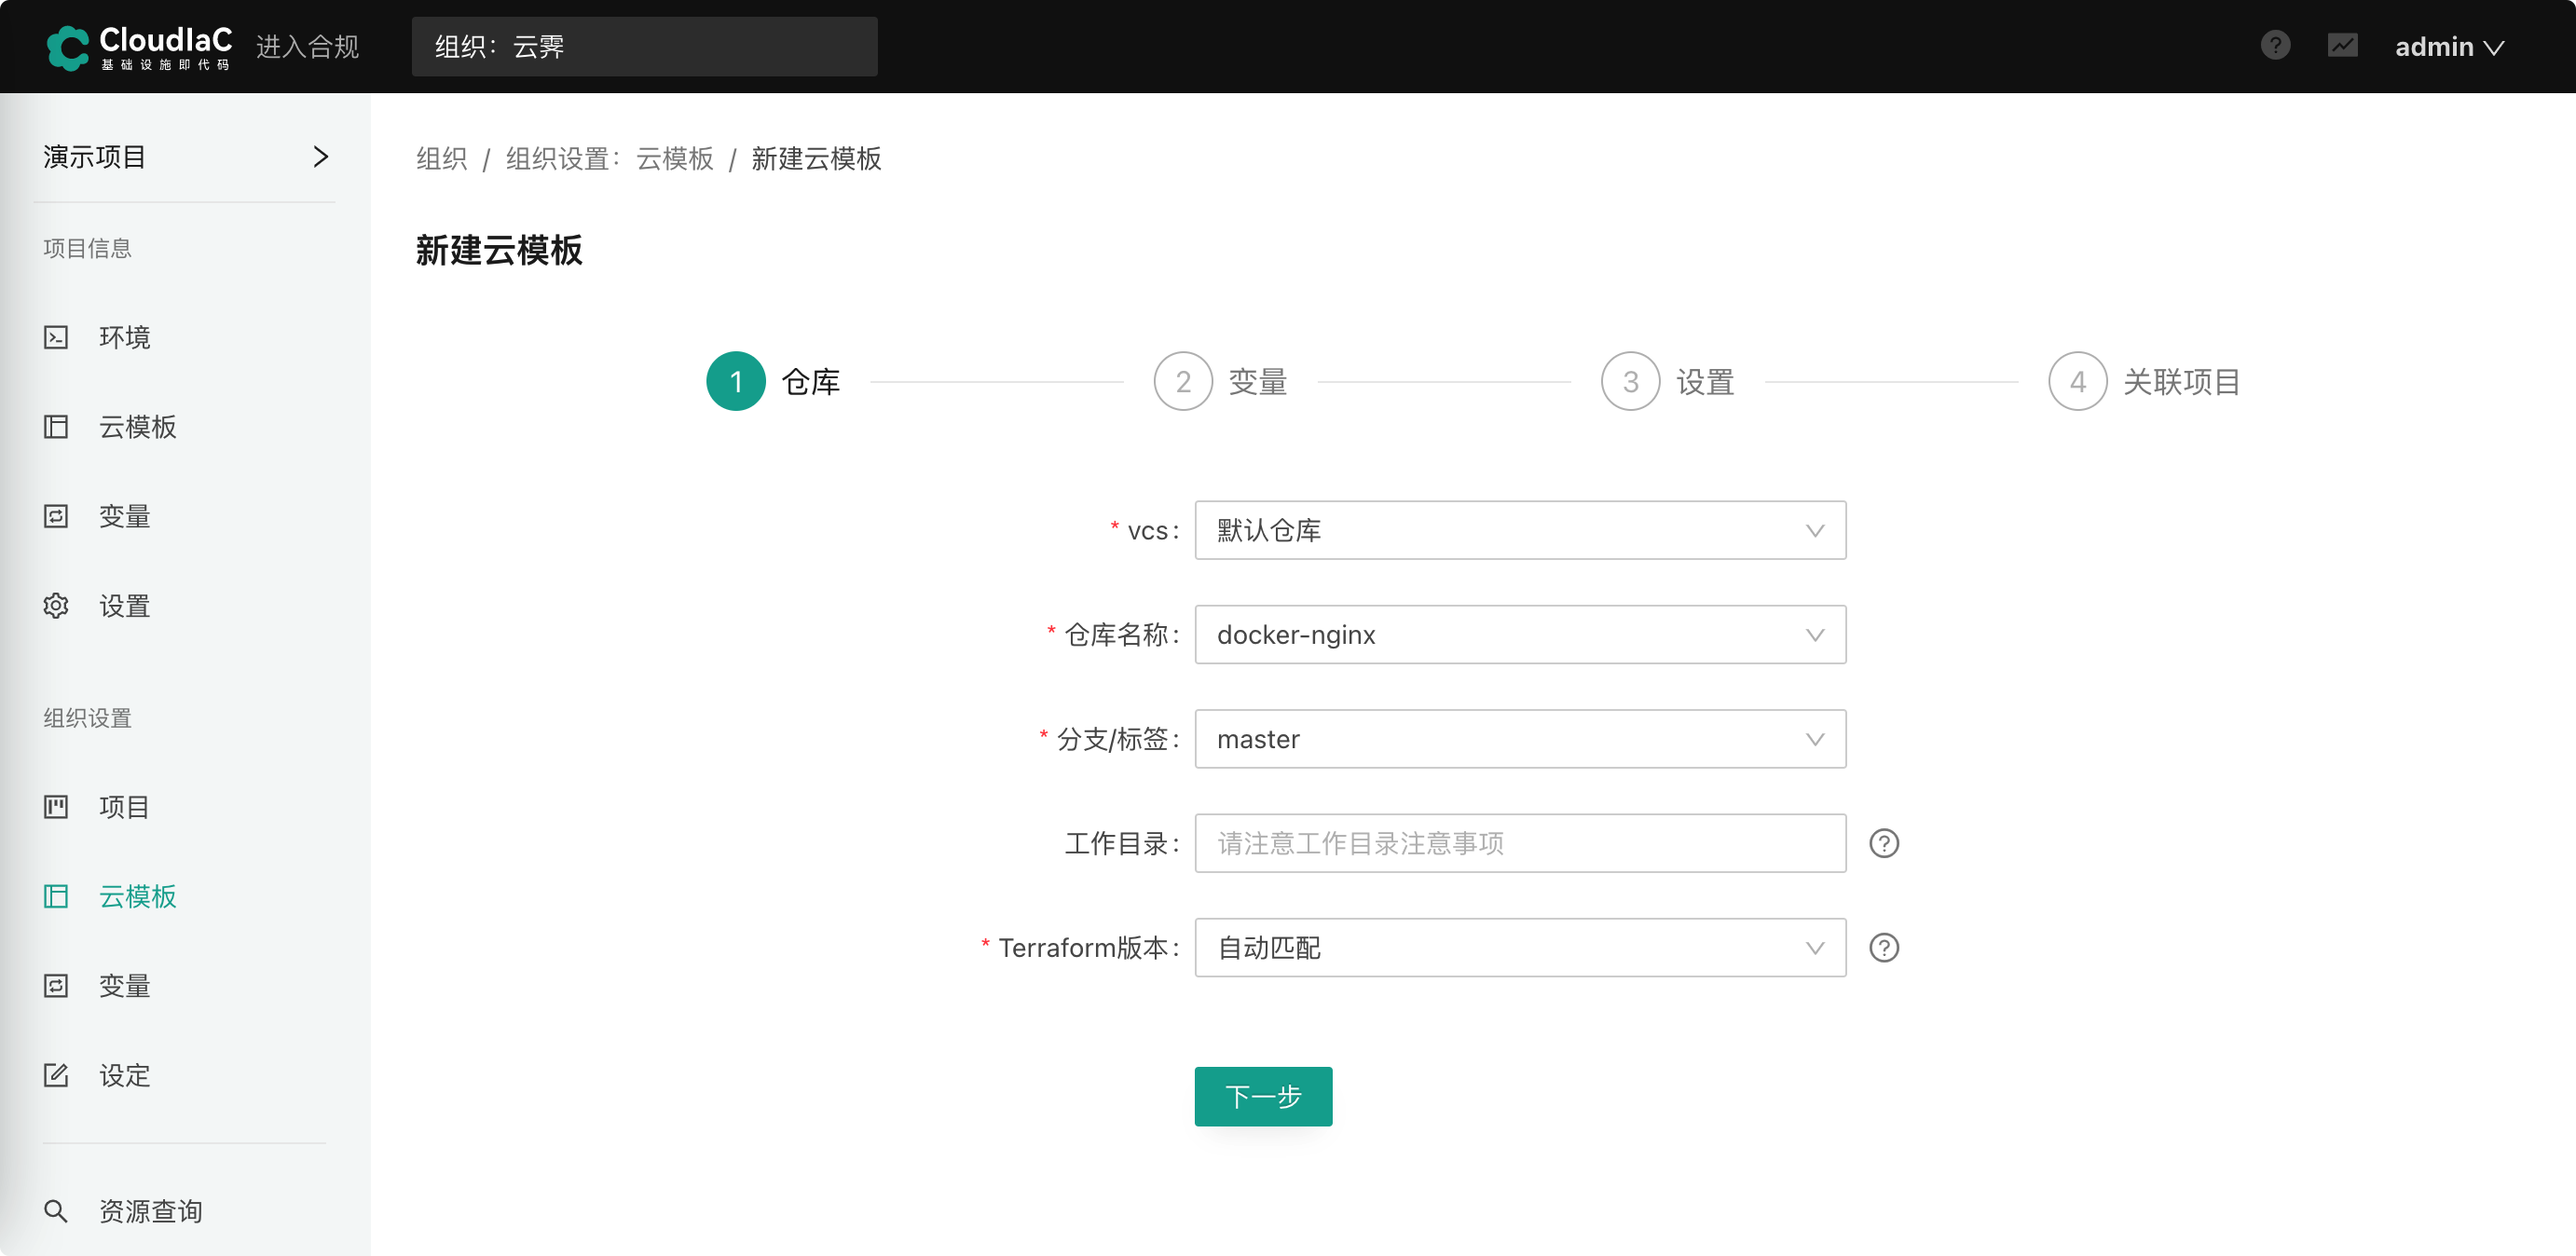 CloudIaC
基础设施即代码
进入合规
组织：云霁
admin
演示项目
项目信息
环境
云模板
变量
设置
组织设置
项目
云模板
变量
设定
资源查询
组织 / 组织设置：云模板 / 新建云模板
新建云模板
1 仓库
2 变量
3 设置
4 关联项目
* vcs: 默认仓库
* 仓库名称: docker-nginx
* 分支/标签: master
工作目录: 请注意工作目录注意事项
* Terraform版本: 自动匹配
下一步